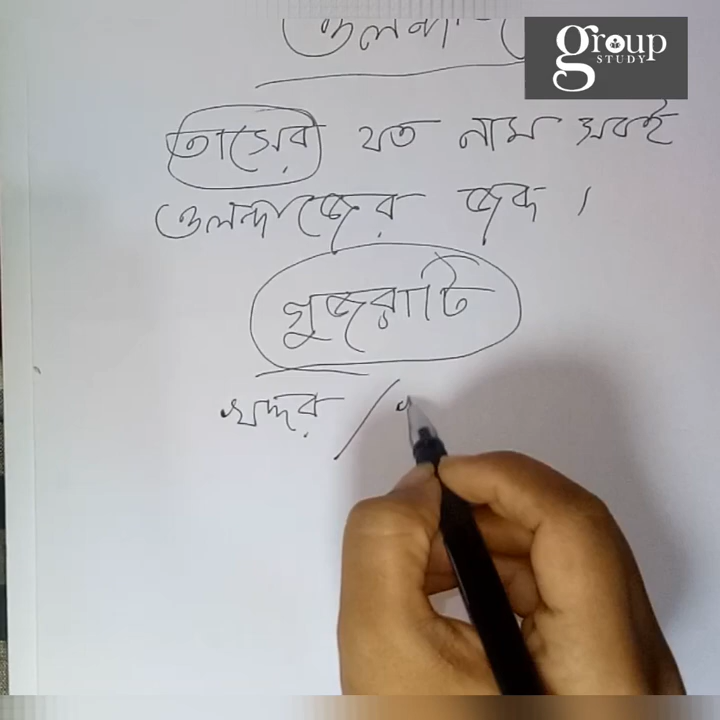 group
STUDY
তাসের যত নাম সবই
ওলন্দাজের জব্দ ।
গুজরাটি
খদ্দর /